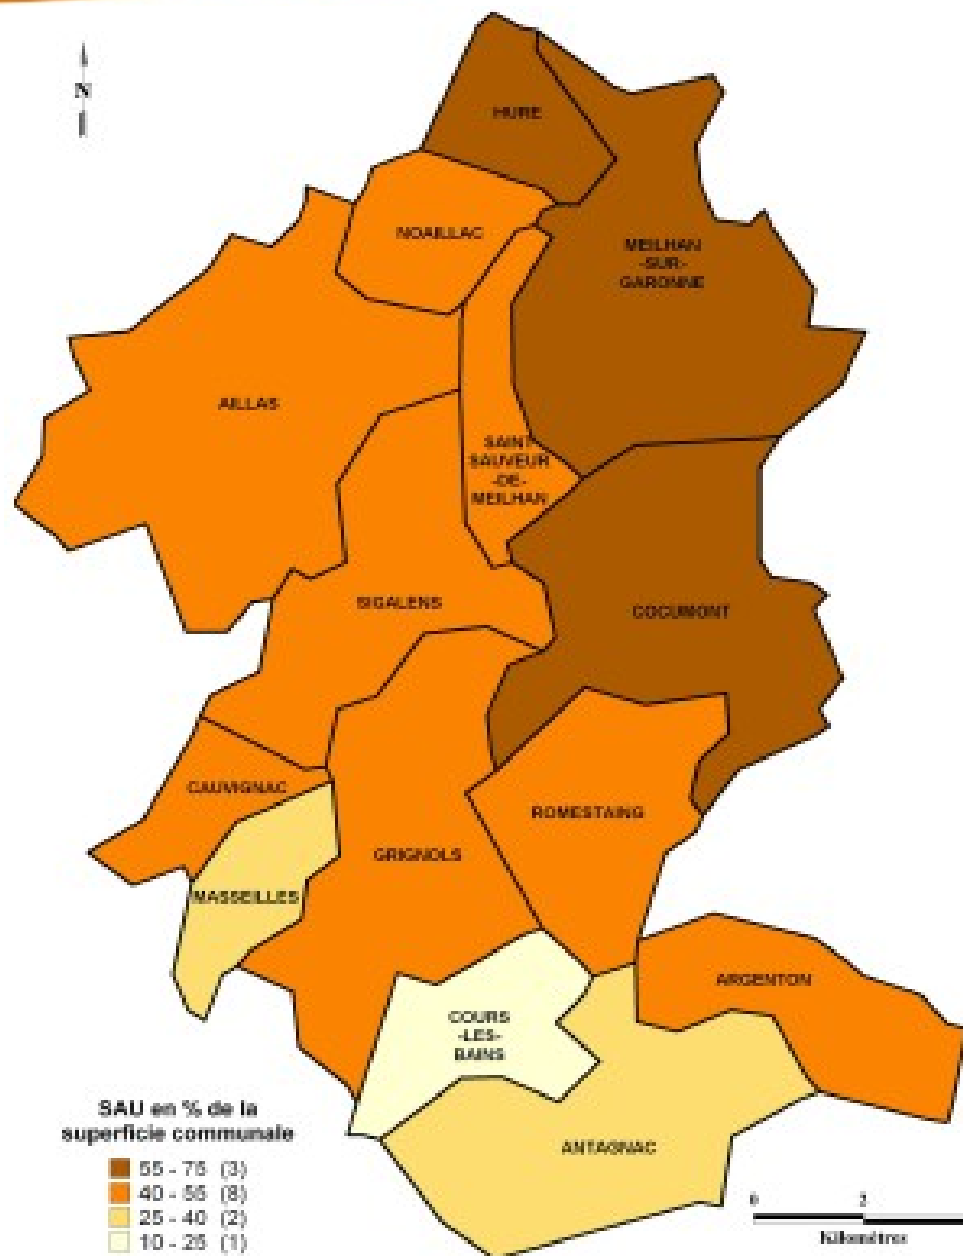 N
HURE
NOAILLAC
MEILHAN
-SUR-
GARONNE
AILLAS
SAINT
SAUVEUR
-DE-
MEILHAN
SIGALENS
COCUMONT
CAUVIGNAC
ROMESTAING
GRIGNOLS
MASSEILLES
ARGENTON
COURS
-LES-
BAINS
ANTAGNAC
SAU en % de la
superficie communale
55 - 75 (3)
40 - 55 (8)
25 - 40 (2)
10 - 25 (1)
0 2
kilomètres